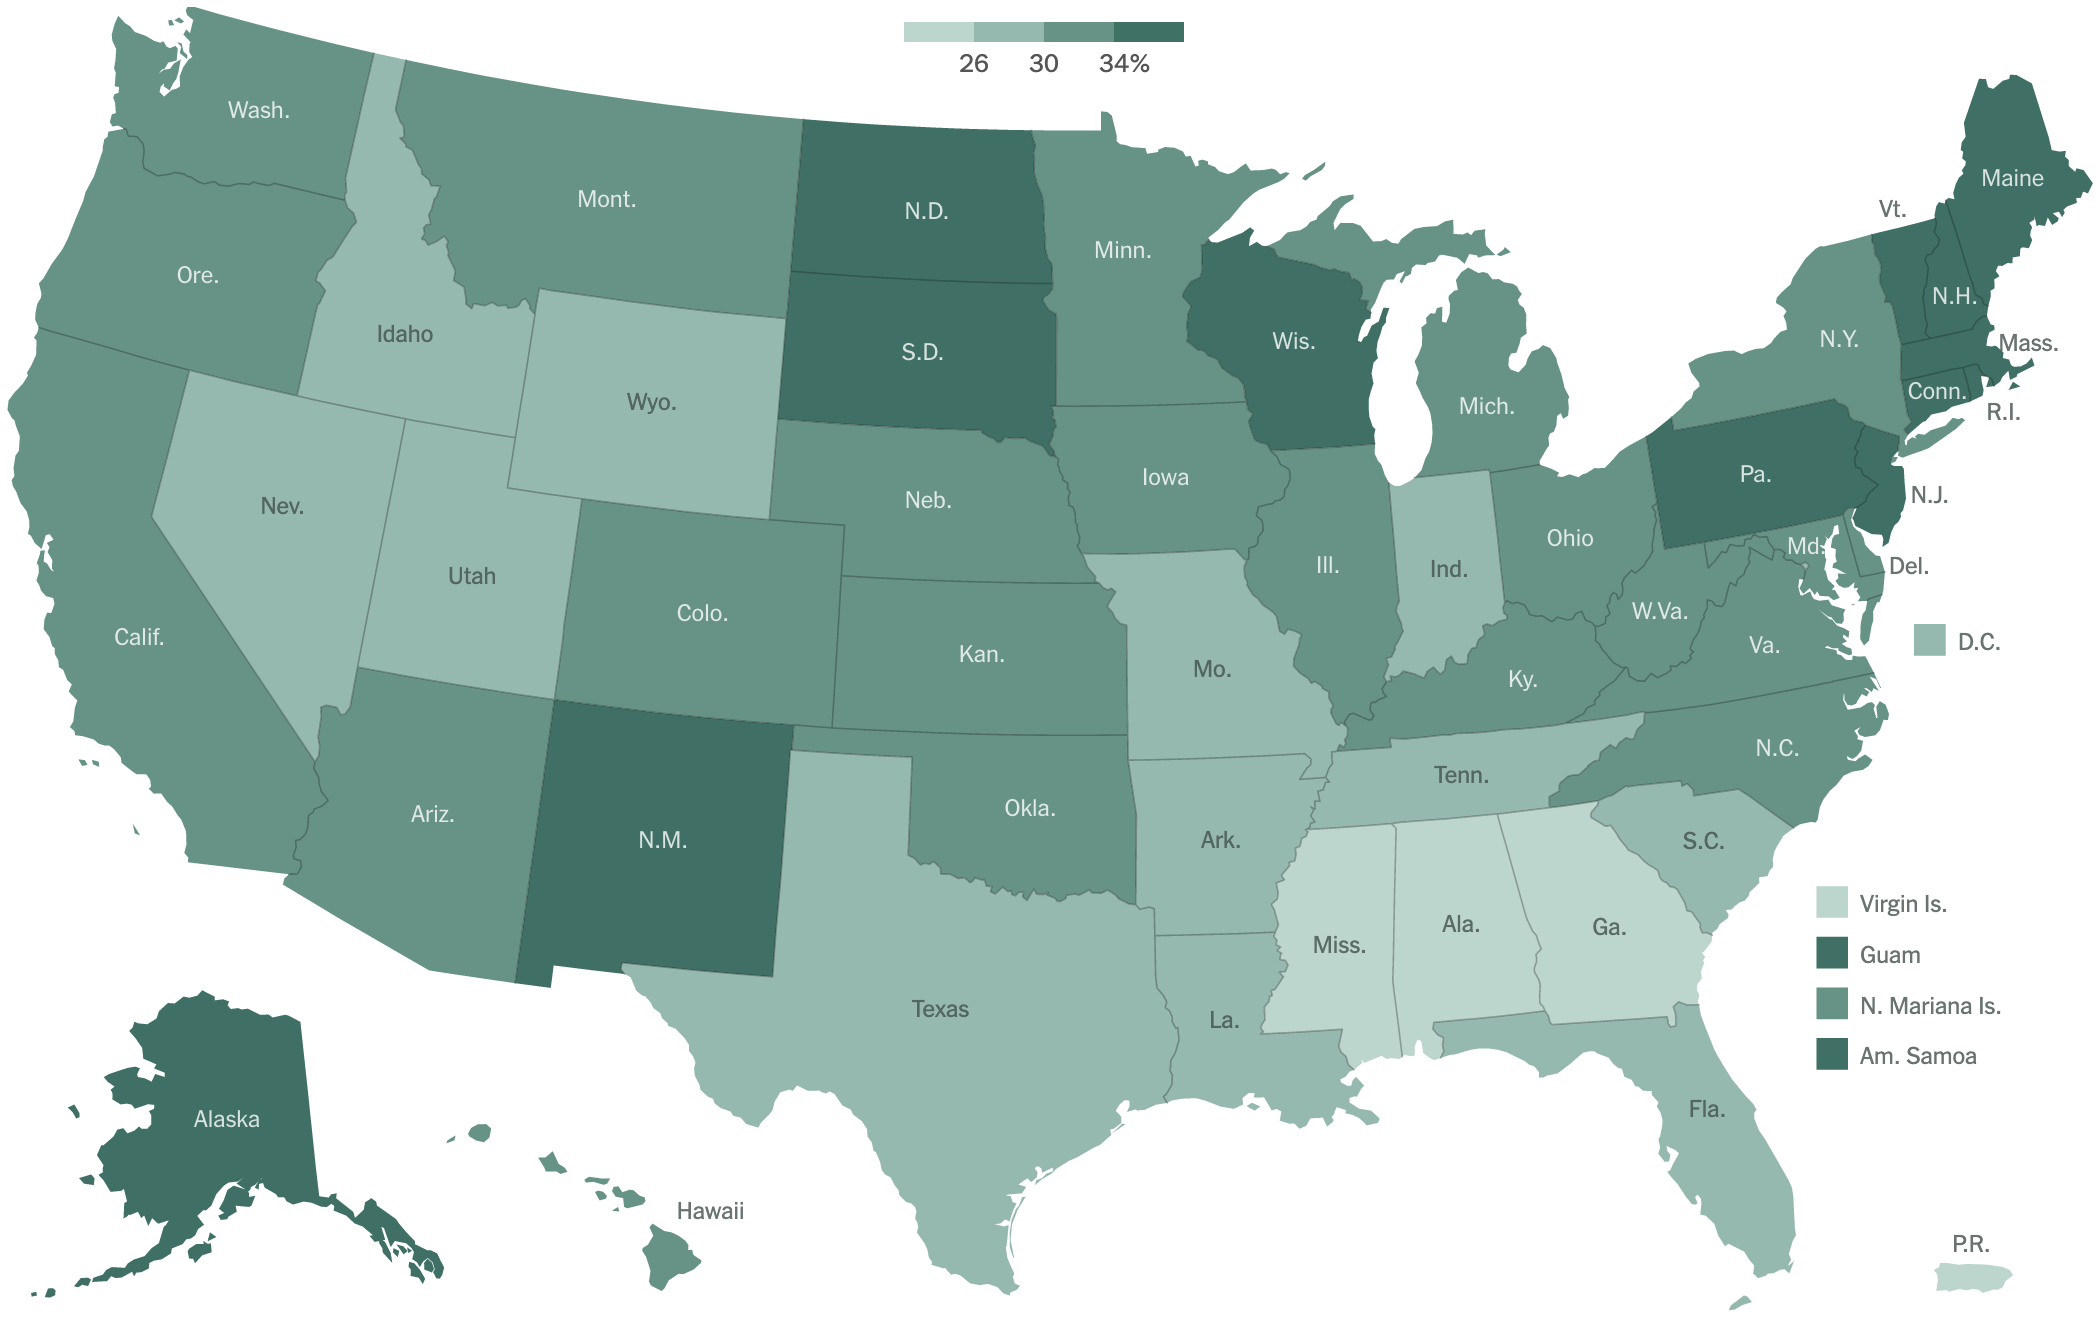 26 30 34%
Wash.
Mont.
N.D.
Minn.
Maine
Vt.
Ore.
Idaho
S.D.
Wis.
N.H.
N.Y.
Mass.
Wyo.
Mich.
Conn.
R.I.
Nev.
Neb.
Iowa
Pa.
N.J.
Utah
Colo.
Ill.
Ind.
Ohio
Md.
Del.
Calif.
Kan.
Mo.
Ky.
W.Va.
Va.
D.C.
Ariz.
N.M.
Okla.
Ark.
Tenn.
N.C.
S.C.
Miss.
Ala.
Ga.
Virgin Is.
Guam
N. Mariana Is.
Am. Samoa
Texas
La.
Fla.
Alaska
Hawaii
P.R.